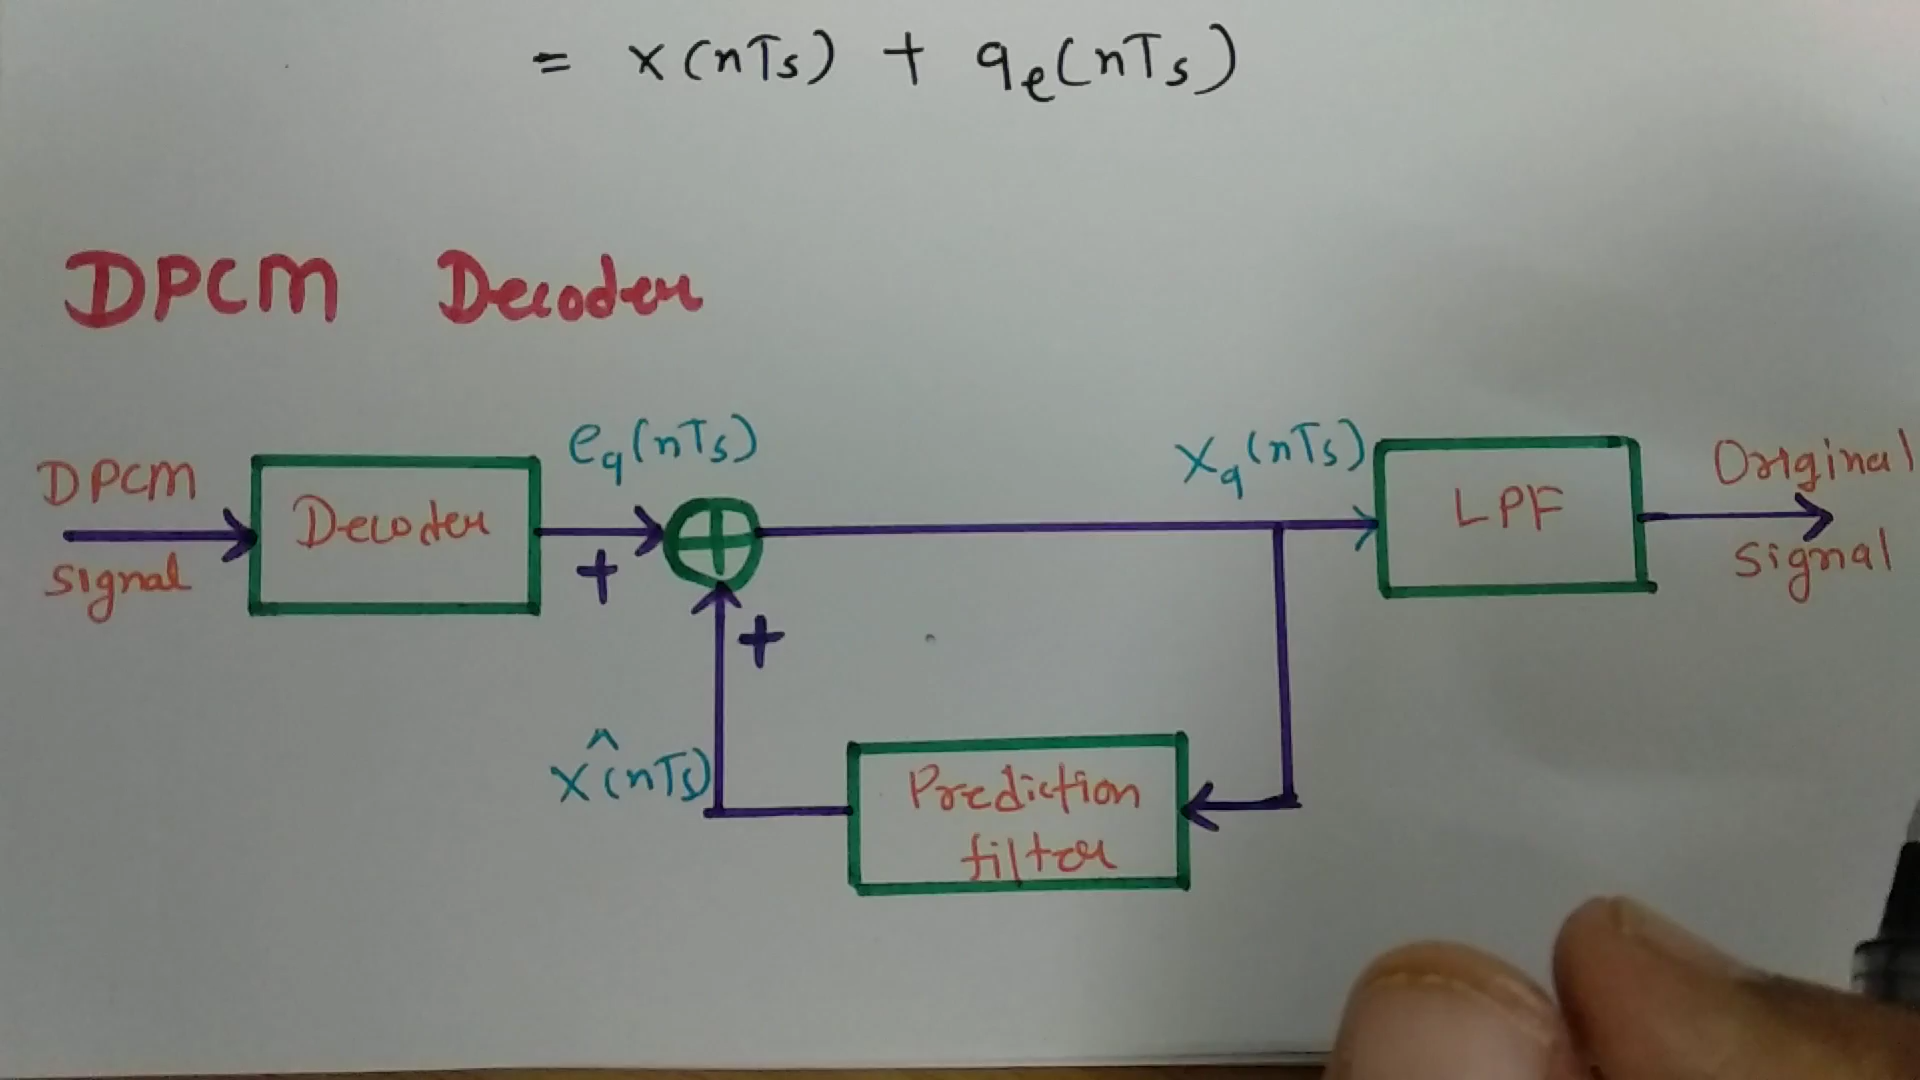 = x(nTs) + qe(nTs)
DPCM Decoder
DPCM
signal
Decoder
eq(nTs)
+
+
xq(nTs)
LPF
Original
Signal
x̂(nTs)
Prediction
filter